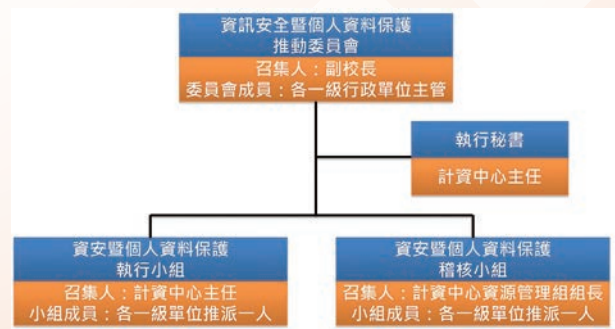 資訊安全暨個人資料保護
推動委員會
召集人：副校長
委員會成員：各一級行政單位主管
執行秘書
計資中心主任
資安暨個人資料保護
執行小組
召集人：計資中心主任
小組成員：各一級單位推派一人
資安暨個人資料保護
稽核小組
召集人：計資中心資源管理組組長
小組成員：各一級單位推派一人